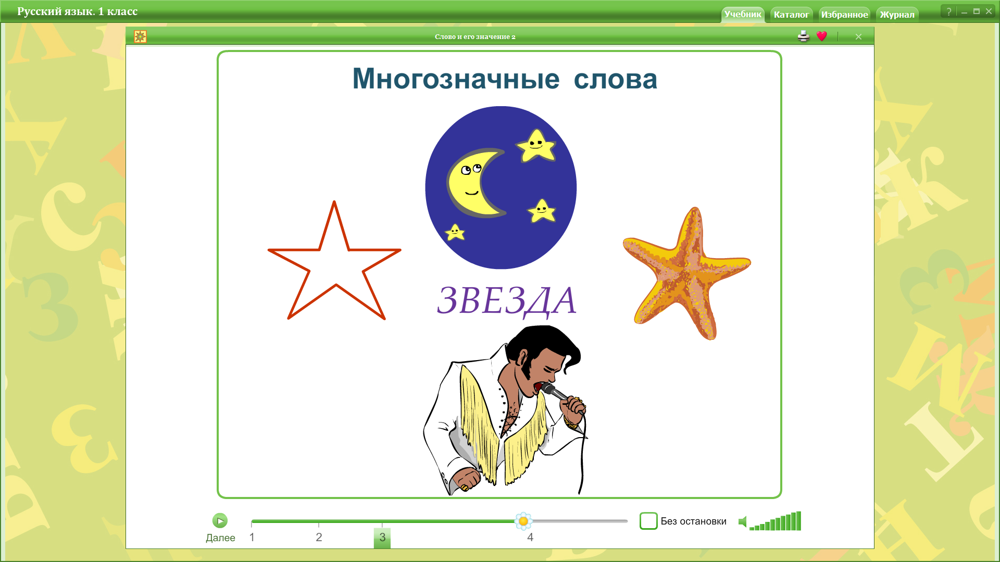 Русский язык. 1 класс
Учебник Каталог Избранное Журнал
Слово и его значение 2
Многозначные слова
ЗВЕЗДА
Далее
1 2 3 4
Без остановки